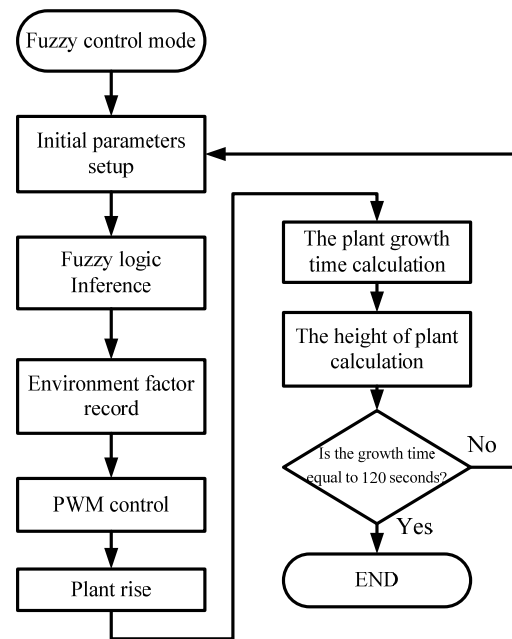 Fuzzy control mode
Initial parameters
setup
Fuzzy logic
Inference
Environment factor
record
PWM control
Plant rise
The plant growth
time calculation
The height of plant
calculation
Is the growth time
equal to 120 seconds?
No
Yes
END